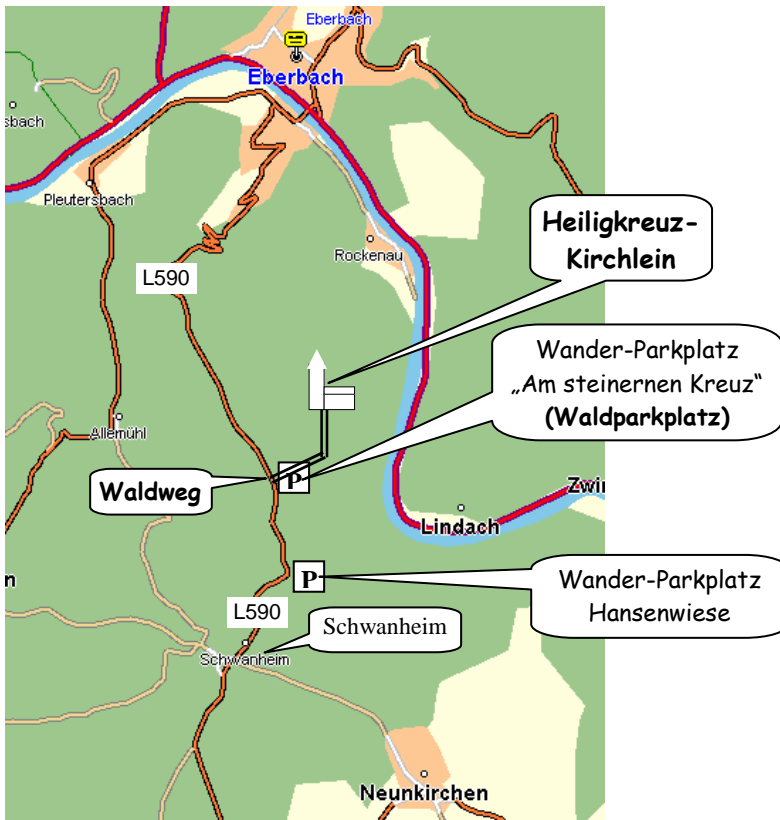 Eberbach
Eberbach
sbach
Pleutersbach
Heiligkreuz-
Kirchlein
Rockenau
L590
Wander-Parkplatz
„Am steinernen Kreuz“
(Waldparkplatz)
Allemühl
P
Waldweg
Zwin
Lindach
n
P
Wander-Parkplatz
Hansenwiese
L590
Schwanheim
Schwanheim
Neunkirchen